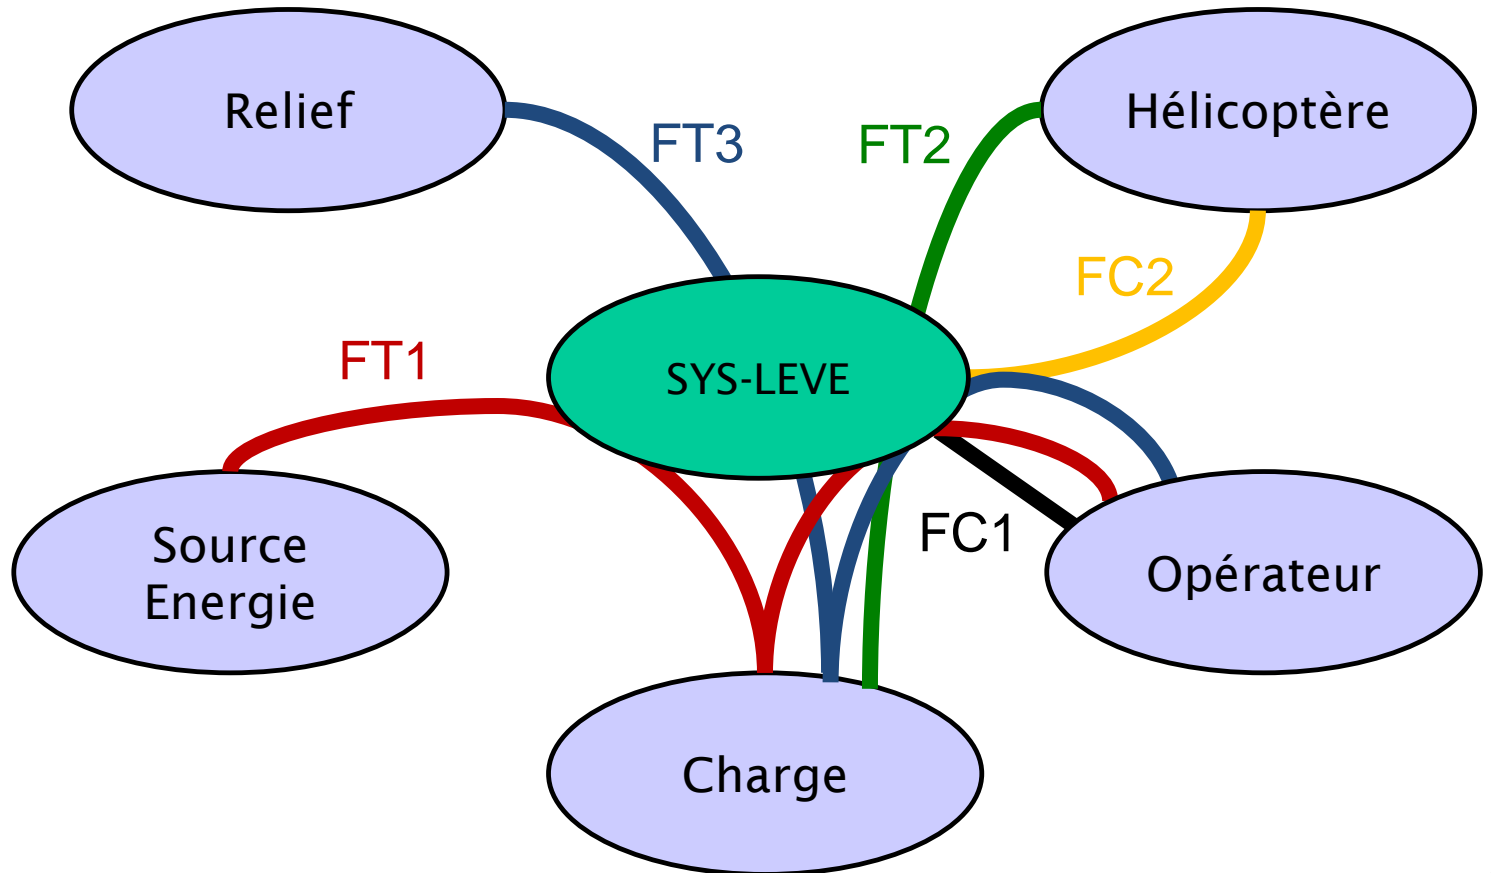 Relief
Hélicoptère
FT3
FT2
FC2
FT1
SYS-LEVE
FC1
Source
Energie
Opérateur
Charge